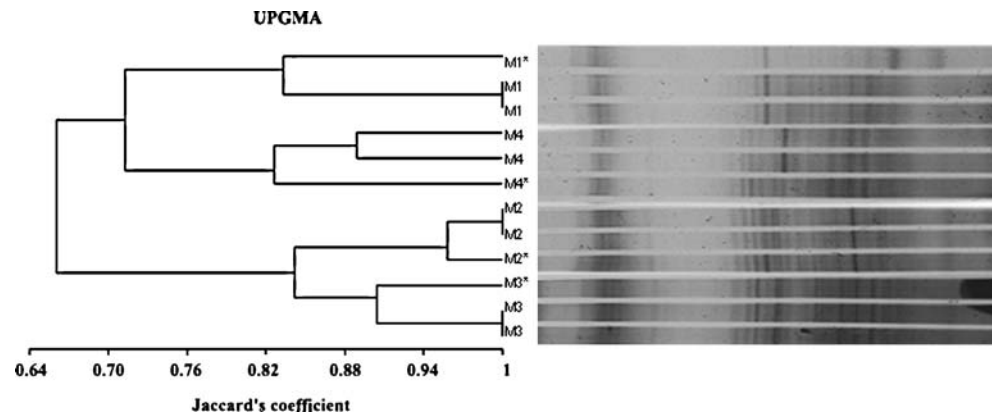 UPGMA
M1*
M1
M1
M4
M4
M4*
M2
M2
M2*
M3*
M3
M3
0.64 0.70 0.76 0.82 0.88 0.94 1
Jaccard's coefficient